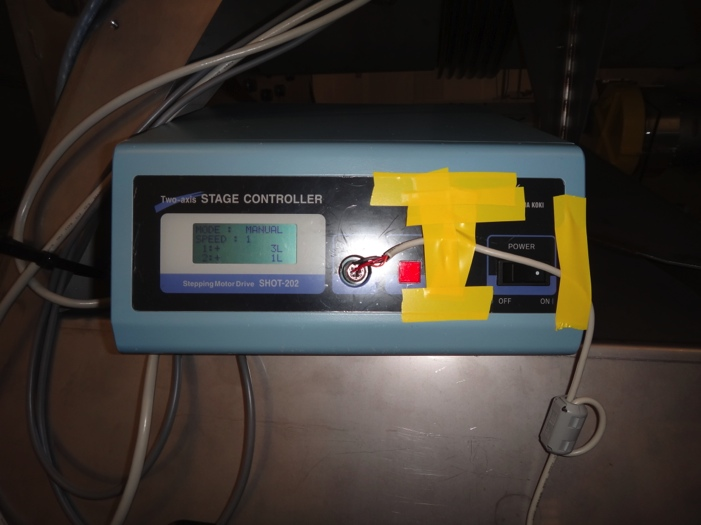 Two-axis STAGE CONTROLLER
MODE : MANUAL
SPEED : 1
1:+ 3L
2:+ 1L
Stepping Motor Drive SHOT-202
KOKI
POWER
OFF ON